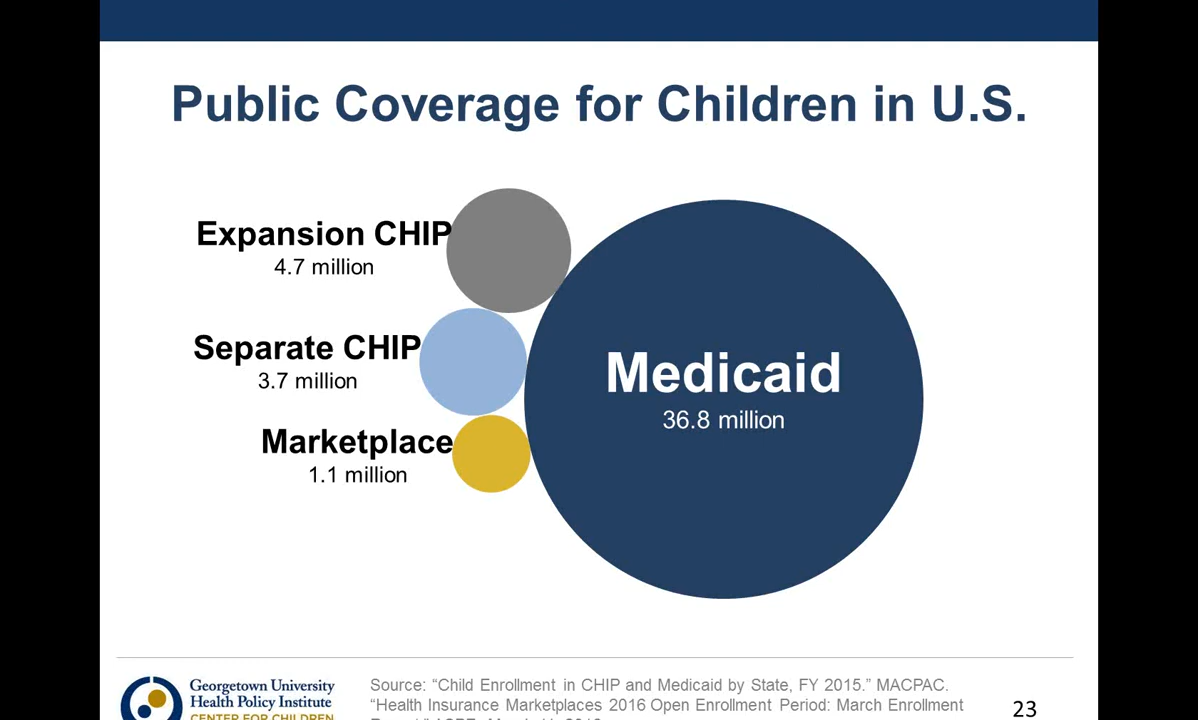 Public Coverage for Children in U.S.
Expansion CHIP
4.7 million
Separate CHIP
3.7 million
Marketplace
1.1 million
Medicaid
36.8 million
Georgetown University
Health Policy Institute
CENTER FOR CHILDREN
Source: “Child Enrollment in CHIP and Medicaid by State, FY 2015.” MACPAC.
“Health Insurance Marketplaces 2016 Open Enrollment Period: March Enrollment
23